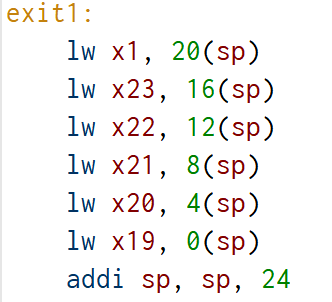 exit1:
    lw x1, 20(sp)
    lw x23, 16(sp)
    lw x22, 12(sp)
    lw x21, 8(sp)
    lw x20, 4(sp)
    lw x19, 0(sp)
    addi sp, sp, 24